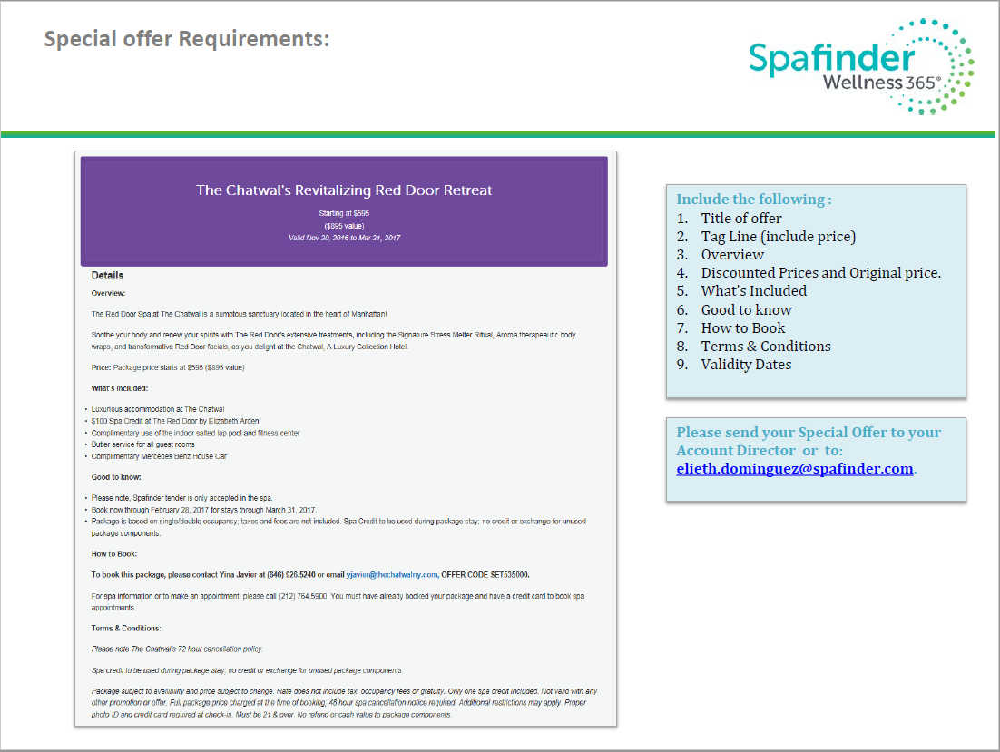 Special offer Requirements:
Spafinder
Wellness365®
The Chatwal's Revitalizing Red Door Retreat
Starting at $595
($895 value)
Valid Nov 30, 2016 to Mar 31, 2017
Details
Overview:
The Red Door Spa at The Chatwal is a sumptous sanctuary located in the heart of Manhattan!
Soothe your body and renew your spirits with The Red Door's extensive treatments, including the Signature Stress Melter Ritual, Aroma therapeautic body
wraps, and transformative Red Door facials, as you delight at the Chatwal, A Luxury Collection Hotel.
Price: Package price starts at $595 ($895 value)
What's Included:
• Luxurious accommodation at The Chatwal
• $100 Spa Credit at The Red Door by Elizabeth Arden
• Complimentary use of the indoor salted lap pool and fitness center
• Butler service for all guest rooms
• Complimentary Mercedes Benz House Car
Good to know:
• Please note, Spafinder tender is only accepted in the spa.
• Book now through February 28, 2017 for stays through March 31, 2017.
• Package is based on single/double occupancy; taxes and fees are not included. Spa Credit to be used during package stay; no credit or exchange for unused
package components.
How to Book:
To book this package, please contact Yina Javier at (646) 926.5240 or email yjavier@thechatwalny.com, OFFER CODE SET535000.
For spa information or to make an appointment, please call (212) 764.5900. You must have already booked your package and have a credit card to book spa
appointments.
Terms & Conditions:
Please note The Chatwal's 72 hour cancellation policy.
Spa credit to be used during package stay; no credit or exchange for unused package components.
Package subject to availibility and price subject to change. Rate does not include tax, occupancy fees or gratuity. Only one spa credit included. Not valid with any
other promotion or offer. Full package price charged at the time of booking; 48 hour spa cancellation notice required. Additional restrictions may apply. Proper
photo ID and credit card required at check-in. Must be 21 & over. No refund or cash value to package components.
Include the following :
1. Title of offer
2. Tag Line (include price)
3. Overview
4. Discounted Prices and Original price.
5. What's Included
6. Good to know
7. How to Book
8. Terms & Conditions
9. Validity Dates
Please send your Special Offer to your
Account Director or to:
elieth.dominguez@spafinder.com.